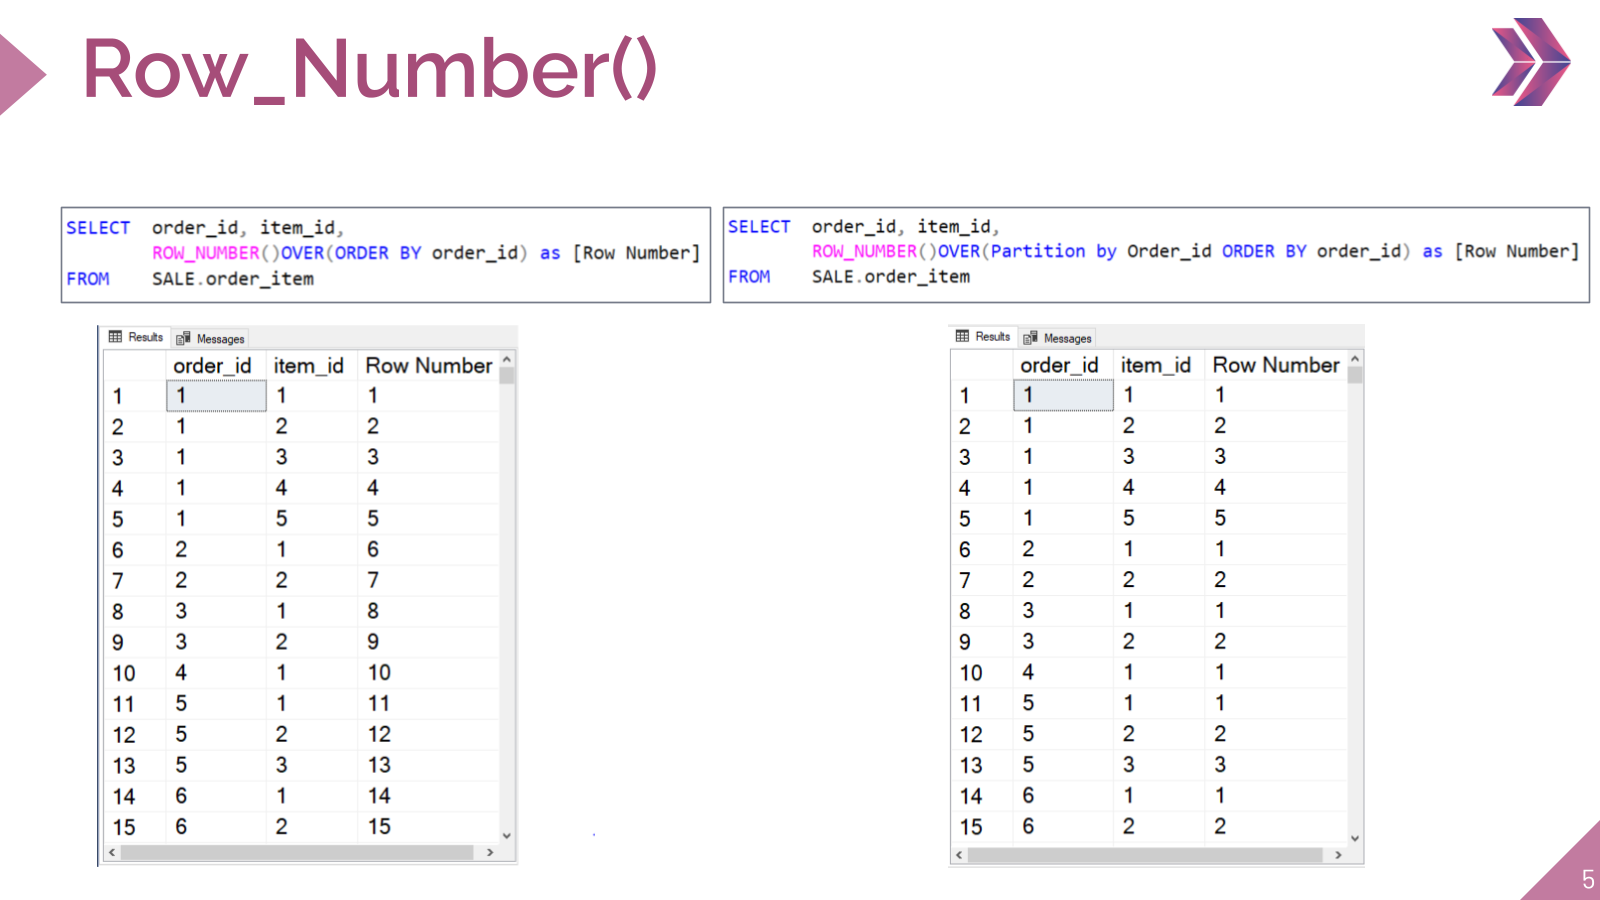 Row_Number()
SELECT order_id, item_id,
ROW_NUMBER()OVER(ORDER BY order_id) as [Row Number]
FROM SALE.order_item
SELECT order_id, item_id,
ROW_NUMBER()OVER(Partition by Order_id ORDER BY order_id) as [Row Number]
FROM SALE.order_item
Results Messages
order_id item_id Row Number
1 1 1 1
2 1 2 2
3 1 3 3
4 1 4 4
5 1 5 5
6 2 1 6
7 2 2 7
8 3 1 8
9 3 2 9
10 4 1 10
11 5 1 11
12 5 2 12
13 5 3 13
14 6 1 14
15 6 2 15
Results Messages
order_id item_id Row Number
1 1 1 1
2 1 2 2
3 1 3 3
4 1 4 4
5 1 5 5
6 2 1 1
7 2 2 2
8 3 1 1
9 3 2 2
10 4 1 1
11 5 1 1
12 5 2 2
13 5 3 3
14 6 1 1
15 6 2 2
5